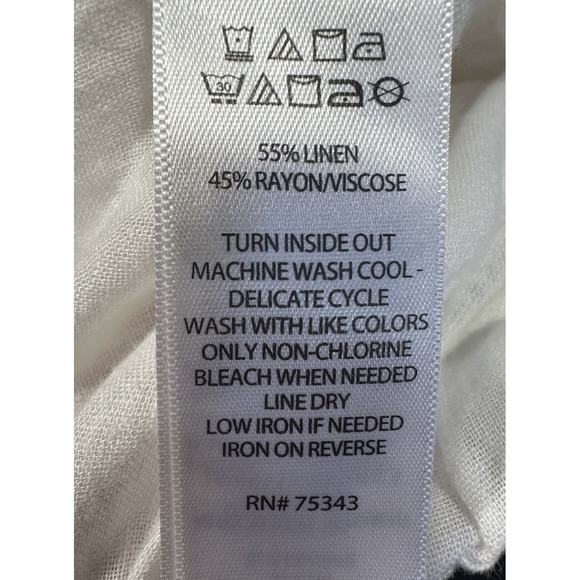 30
55% LINEN
45% RAYON/VISCOSE
TURN INSIDE OUT
MACHINE WASH COOL -
DELICATE CYCLE
WASH WITH LIKE COLORS
ONLY NON-CHLORINE
BLEACH WHEN NEEDED
LINE DRY
LOW IRON IF NEEDED
IRON ON REVERSE
RN# 75343